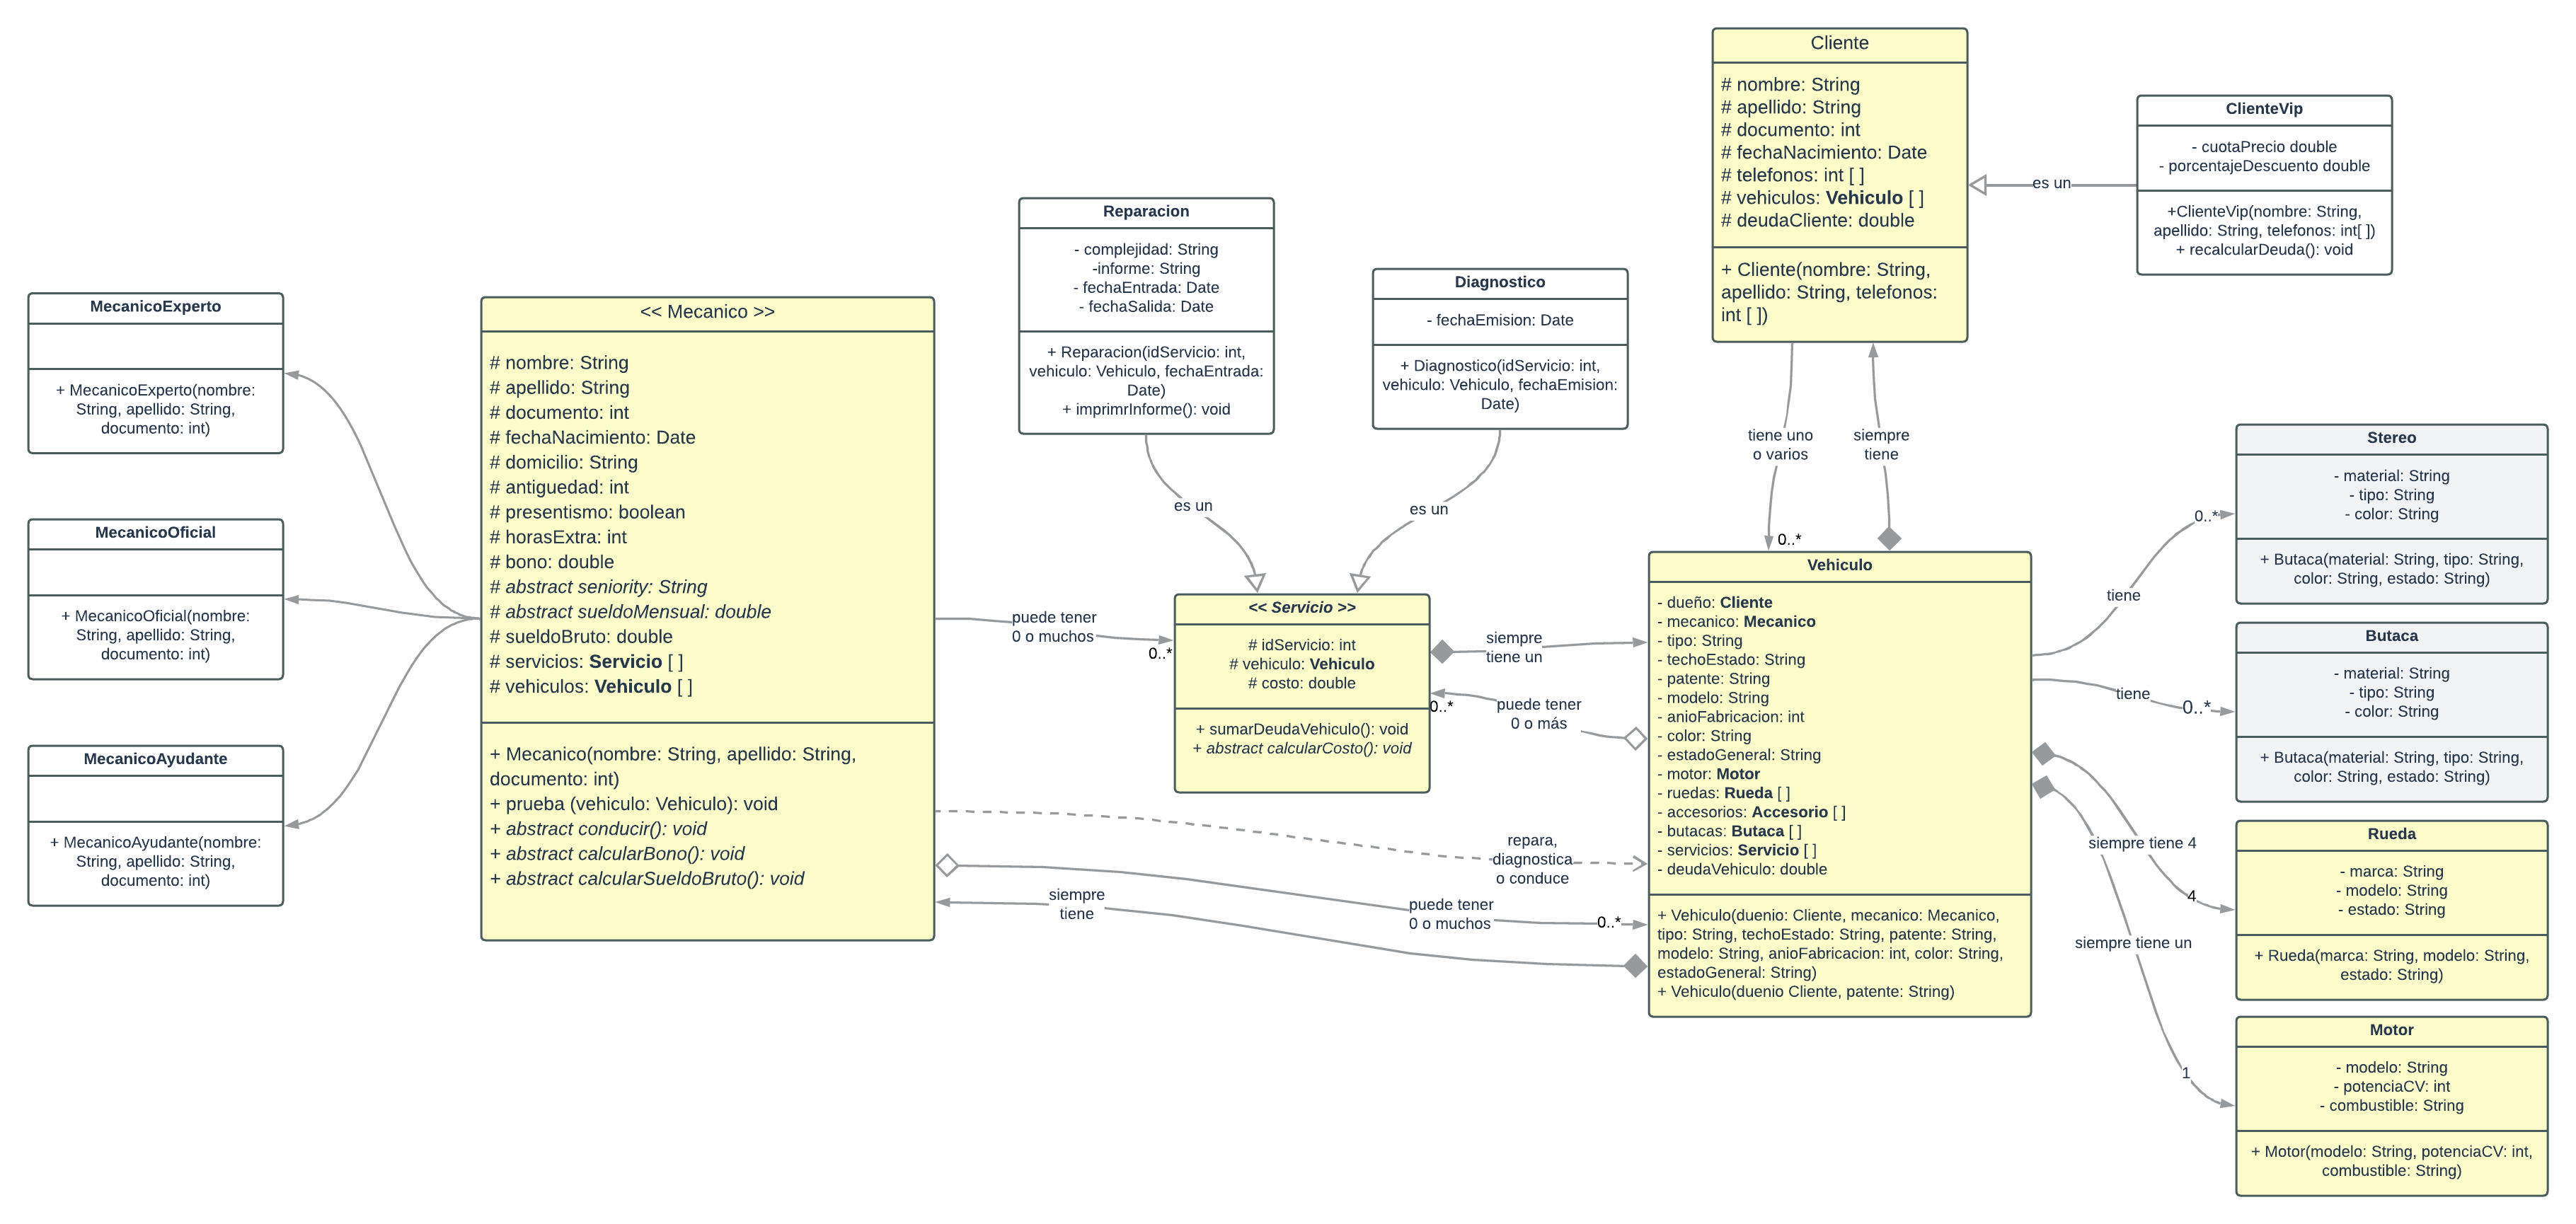 MecanicoExperto
+ MecanicoExperto(nombre:
String, apellido: String,
documento: int)
MecanicoOficial
+ MecanicoOficial(nombre:
String, apellido: String,
documento: int)
MecanicoAyudante
+ MecanicoAyudante(nombre:
String, apellido: String,
documento: int)
<< Mecanico >>
# nombre: String
# apellido: String
# documento: int
# fechaNacimiento: Date
# domicilio: String
# antiguedad: int
# presentismo: boolean
# horasExtra: int
# bono: double
# abstract seniority: String
# abstract sueldoMensual: double
# sueldoBruto: double
# servicios: Servicio [ ]
# vehiculos: Vehiculo [ ]
+ Mecanico(nombre: String, apellido: String,
documento: int)
+ prueba (vehiculo: Vehiculo): void
+ abstract conducir(): void
+ abstract calcularBono(): void
+ abstract calcularSueldoBruto(): void
Reparacion
- complejidad: String
-informe: String
- fechaEntrada: Date
- fechaSalida: Date
+ Reparacion(idServicio: int,
vehiculo: Vehiculo, fechaEntrada:
Date)
+ imprimrInforme(): void
Diagnostico
- fechaEmision: Date
+ Diagnostico(idServicio: int,
vehiculo: Vehiculo, fechaEmision:
Date)
es un
es un
puede tener
0 o muchos
0..*
<< Servicio >>
# idServicio: int
# vehiculo: Vehiculo
# costo: double
+ sumarDeudaVehiculo(): void
+ abstract calcularCosto(): void
siempre
tiene un
0..*
puede tener
0 o más
repara,
diagnostica
o conduce
puede tener
0 o muchos
0..*
siempre
tiene
Cliente
# nombre: String
# apellido: String
# documento: int
# fechaNacimiento: Date
# telefonos: int [ ]
# vehiculos: Vehiculo [ ]
# deudaCliente: double
+ Cliente(nombre: String,
apellido: String, telefonos:
int [ ])
es un
ClienteVip
- cuotaPrecio double
- porcentajeDescuento double
+ClienteVip(nombre: String,
apellido: String, telefonos: int[ ])
+ recalcularDeuda(): void
tiene uno
o varios
0..*
siempre
tiene
Vehiculo
- dueño: Cliente
- mecanico: Mecanico
- tipo: String
- techoEstado: String
- patente: String
- modelo: String
- anioFabricacion: int
- color: String
- estadoGeneral: String
- motor: Motor
- ruedas: Rueda [ ]
- accesorios: Accesorio [ ]
- butacas: Butaca [ ]
- servicios: Servicio [ ]
- deudaVehiculo: double
+ Vehiculo(duenio: Cliente, mecanico: Mecanico,
tipo: String, techoEstado: String, patente: String,
modelo: String, anioFabricacion: int, color: String,
estadoGeneral: String)
+ Vehiculo(duenio Cliente, patente: String)
tiene
0..*
tiene
0..*
siempre tiene 4
4
siempre tiene un
1
Stereo
- material: String
- tipo: String
- color: String
+ Butaca(material: String, tipo: String,
color: String, estado: String)
Butaca
- material: String
- tipo: String
- color: String
+ Butaca(material: String, tipo: String,
color: String, estado: String)
Rueda
- marca: String
- modelo: String
- estado: String
+ Rueda(marca: String, modelo: String,
estado: String)
Motor
- modelo: String
- potenciaCV: int
- combustible: String
+ Motor(modelo: String, potenciaCV: int,
combustible: String)